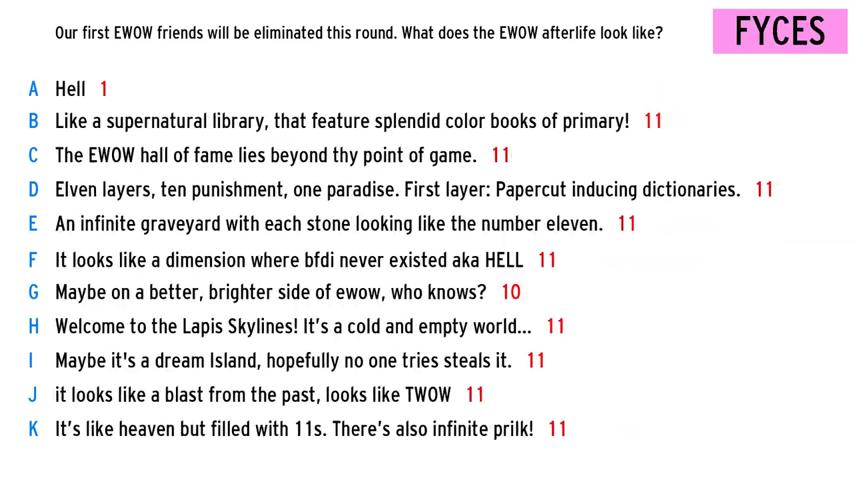 Our first EWOW friends will be eliminated this round. What does the EWOW afterlife look like?
FYCES
A Hell 1
B Like a supernatural library, that feature splendid color books of primary! 11
C The EWOW hall of fame lies beyond thy point of game. 11
D Elven layers, ten punishment, one paradise. First layer: Papercut inducing dictionaries. 11
E An infinite graveyard with each stone looking like the number eleven. 11
F It looks like a dimension where bfdi never existed aka HELL 11
G Maybe on a better, brighter side of ewow, who knows? 10
H Welcome to the Lapis Skylines! It’s a cold and empty world... 11
I Maybe it's a dream Island, hopefully no one tries steals it. 11
J it looks like a blast from the past, looks like TWOW 11
K It’s like heaven but filled with 11s. There’s also infinite prilk! 11